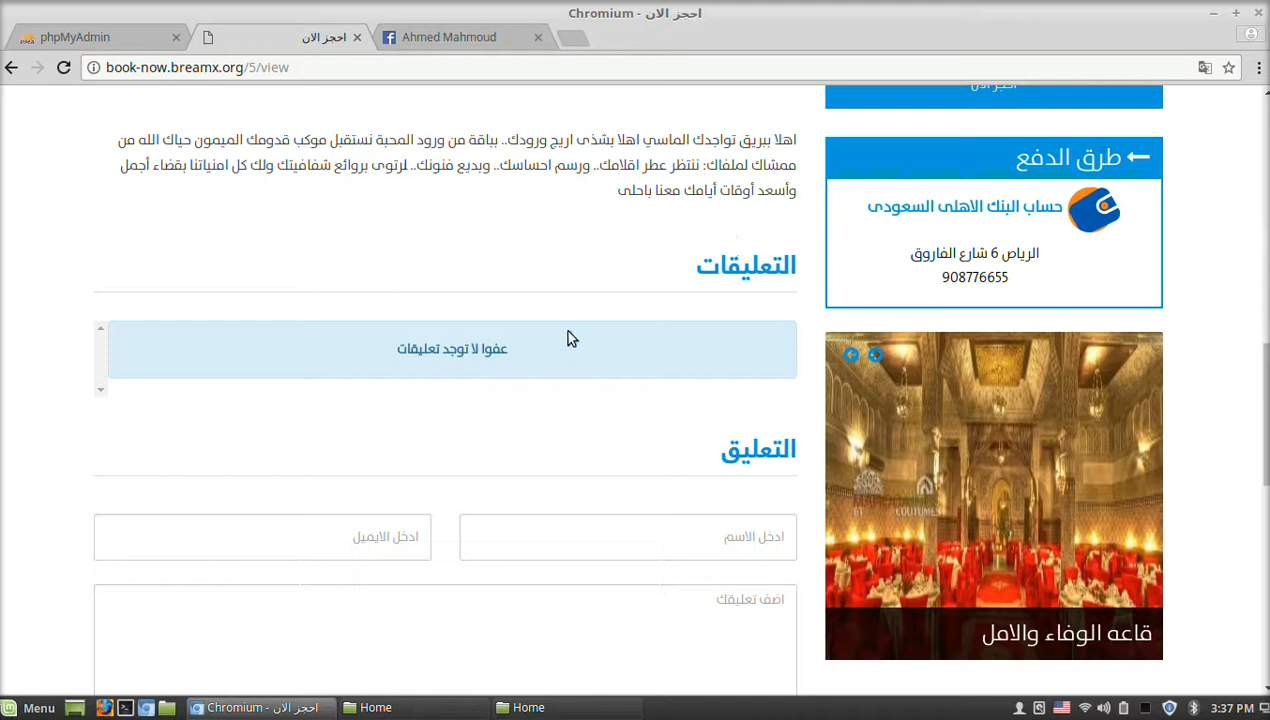 احجز الان - Chromium
phpMyAdmin
احجز الان
Ahmed Mahmoud
book-now.breamx.org/5/view
اهلا ببريق تواجدك الماسي اهلا بشذى اريج ورودك.. بباقة من ورود المحبة نستقبل موكب قدومك الميمون حياك الله من
ممشاك لملفاك: ننتظر عطر اقلامك.. ورسم احساسك.. وبديع فنونك.. لرتوى بروائع شفافيتك ولك كل امنياتنا بقضاء أجمل
وأسعد أوقات أيامك معنا باحلى
التعليقات
عفوا لا توجد تعليقات
التعليق
ادخل الاسم
ادخل الايميل
اضف تعليقك
طرق الدفع
حساب البنك الاهلى السعودى
الرياص 6 شارع الفاروق
908776655
قاعه الوفاء والامل
Menu
Chromium - احجز الان
Home
Home
3:37 PM